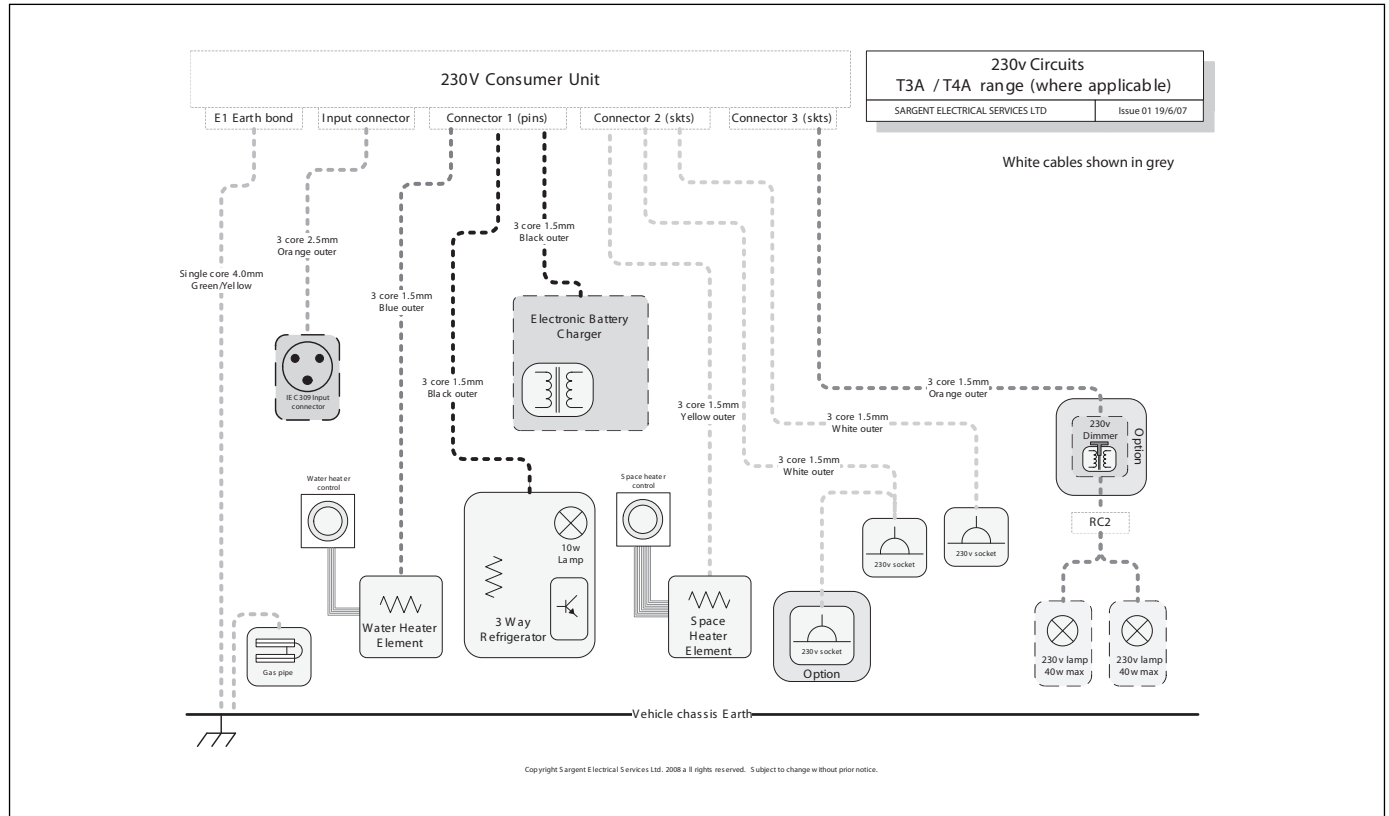 230V Consumer Unit
230v Circuits
T3A / T4A range (where applicable)
SARGENT ELECTRICAL SERVICES LTD
Issue 01 19/6/07
E1 Earth bond
Input connector
Connector 1 (pins)
Connector 2 (skts)
Connector 3 (skts)
White cables shown in grey
3 core 1.5mm
Black outer
3 core 2.5mm
Orange outer
Single core 4.0mm
Green/Yellow
3 core 1.5mm
Blue outer
Electronic Battery
Charger
3 core 1.5mm
Black outer
3 core 1.5mm
Orange outer
IEC309 Input
connector
3 core 1.5mm
Yellow outer
3 core 1.5mm
White outer
230v
Dimmer
Option
3 core 1.5mm
White outer
Water heater
control
Space heater
control
RC2
10w
Lamp
230v socket
230v socket
3 Way
Refrigerator
Water Heater
Element
Space
Heater
Element
230v socket
Option
230v lamp
40w max
230v lamp
40w max
Gas pipe
Vehicle chassis Earth
Copyright Sargent Electrical Services Ltd. 2008 all rights reserved. Subject to change without prior notice.